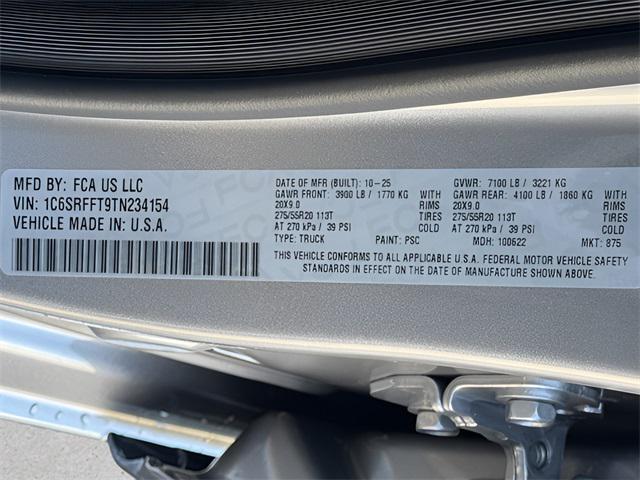 MFD BY: FCA US LLC
VIN: 1C6SRFFT9TN234154
VEHICLE MADE IN U.S.A.
DATE OF MFR (BUILT): 10-25 GVWR: 7100 LB / 3221 KG
GAWR FRONT: 3900 LB / 1770 KG WITH GAWR REAR: 4100 LB / 1860 KG WITH
20X9.0 RIMS 20X9.0 RIMS
275/55R20 113T TIRES 275/55R20 113T TIRES
AT 270 kPa / 39 PSI COLD AT 270 kPa / 39 PSI COLD
TYPE: TRUCK PAINT: PSC MDH: 100622 MKT: 875
THIS VEHICLE CONFORMS TO ALL APPLICABLE U.S.A. FEDERAL MOTOR VEHICLE SAFETY
STANDARDS IN EFFECT ON THE DATE OF MANUFACTURE SHOWN ABOVE.